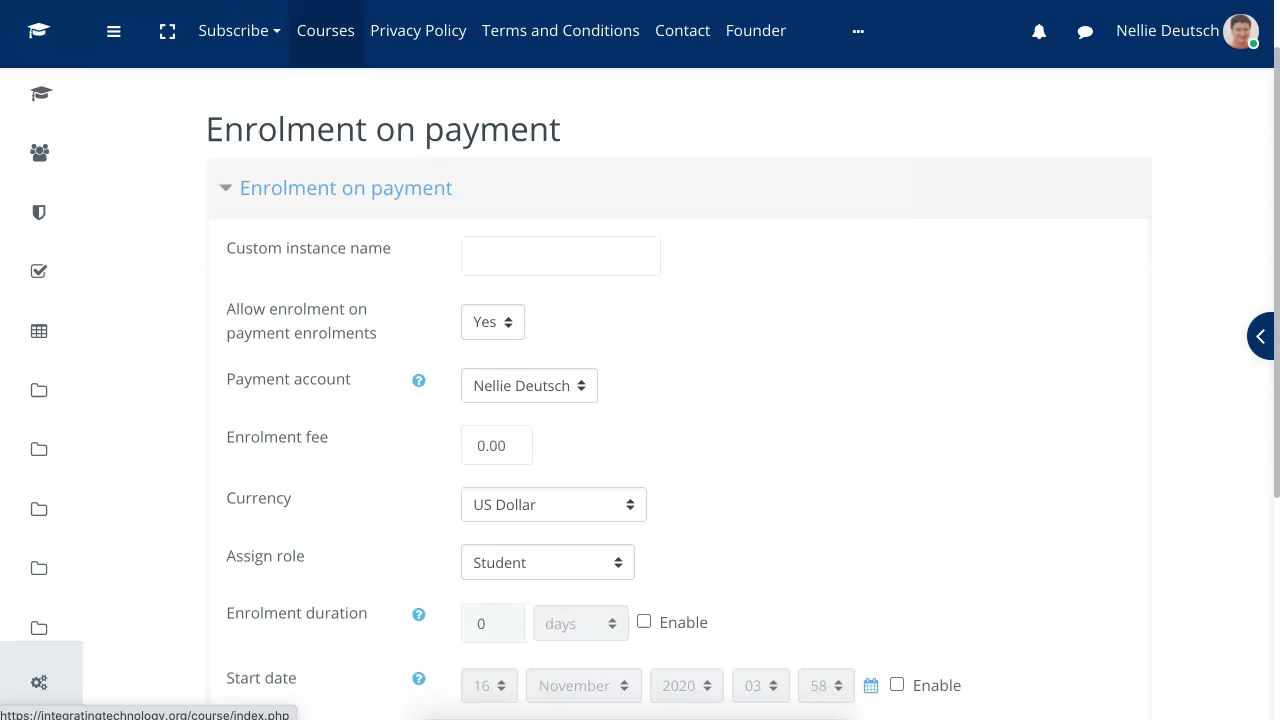 Subscribe Courses Privacy Policy Terms and Conditions Contact Founder ... Nellie Deutsch
Enrolment on payment
Enrolment on payment
Custom instance name
Allow enrolment on
payment enrolments
Yes
Payment account
Nellie Deutsch
Enrolment fee
0.00
Currency
US Dollar
Assign role
Student
Enrolment duration
0 days Enable
Start date
16 November 2020 03 58 Enable
https://integratingtechnology.org/course/index.php